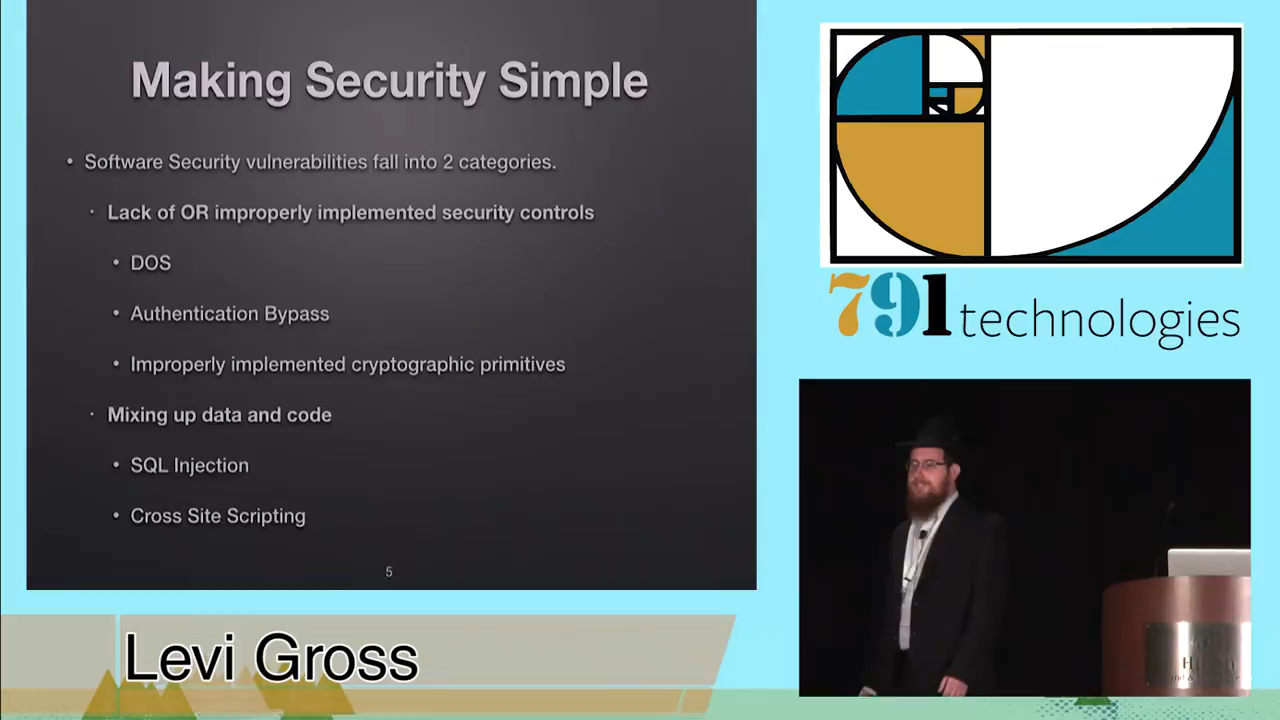 Making Security Simple
• Software Security vulnerabilities fall into 2 categories.
· Lack of OR improperly implemented security controls
• DOS
• Authentication Bypass
• Improperly implemented cryptographic primitives
· Mixing up data and code
• SQL Injection
• Cross Site Scripting
5
791 technologies
Levi Gross